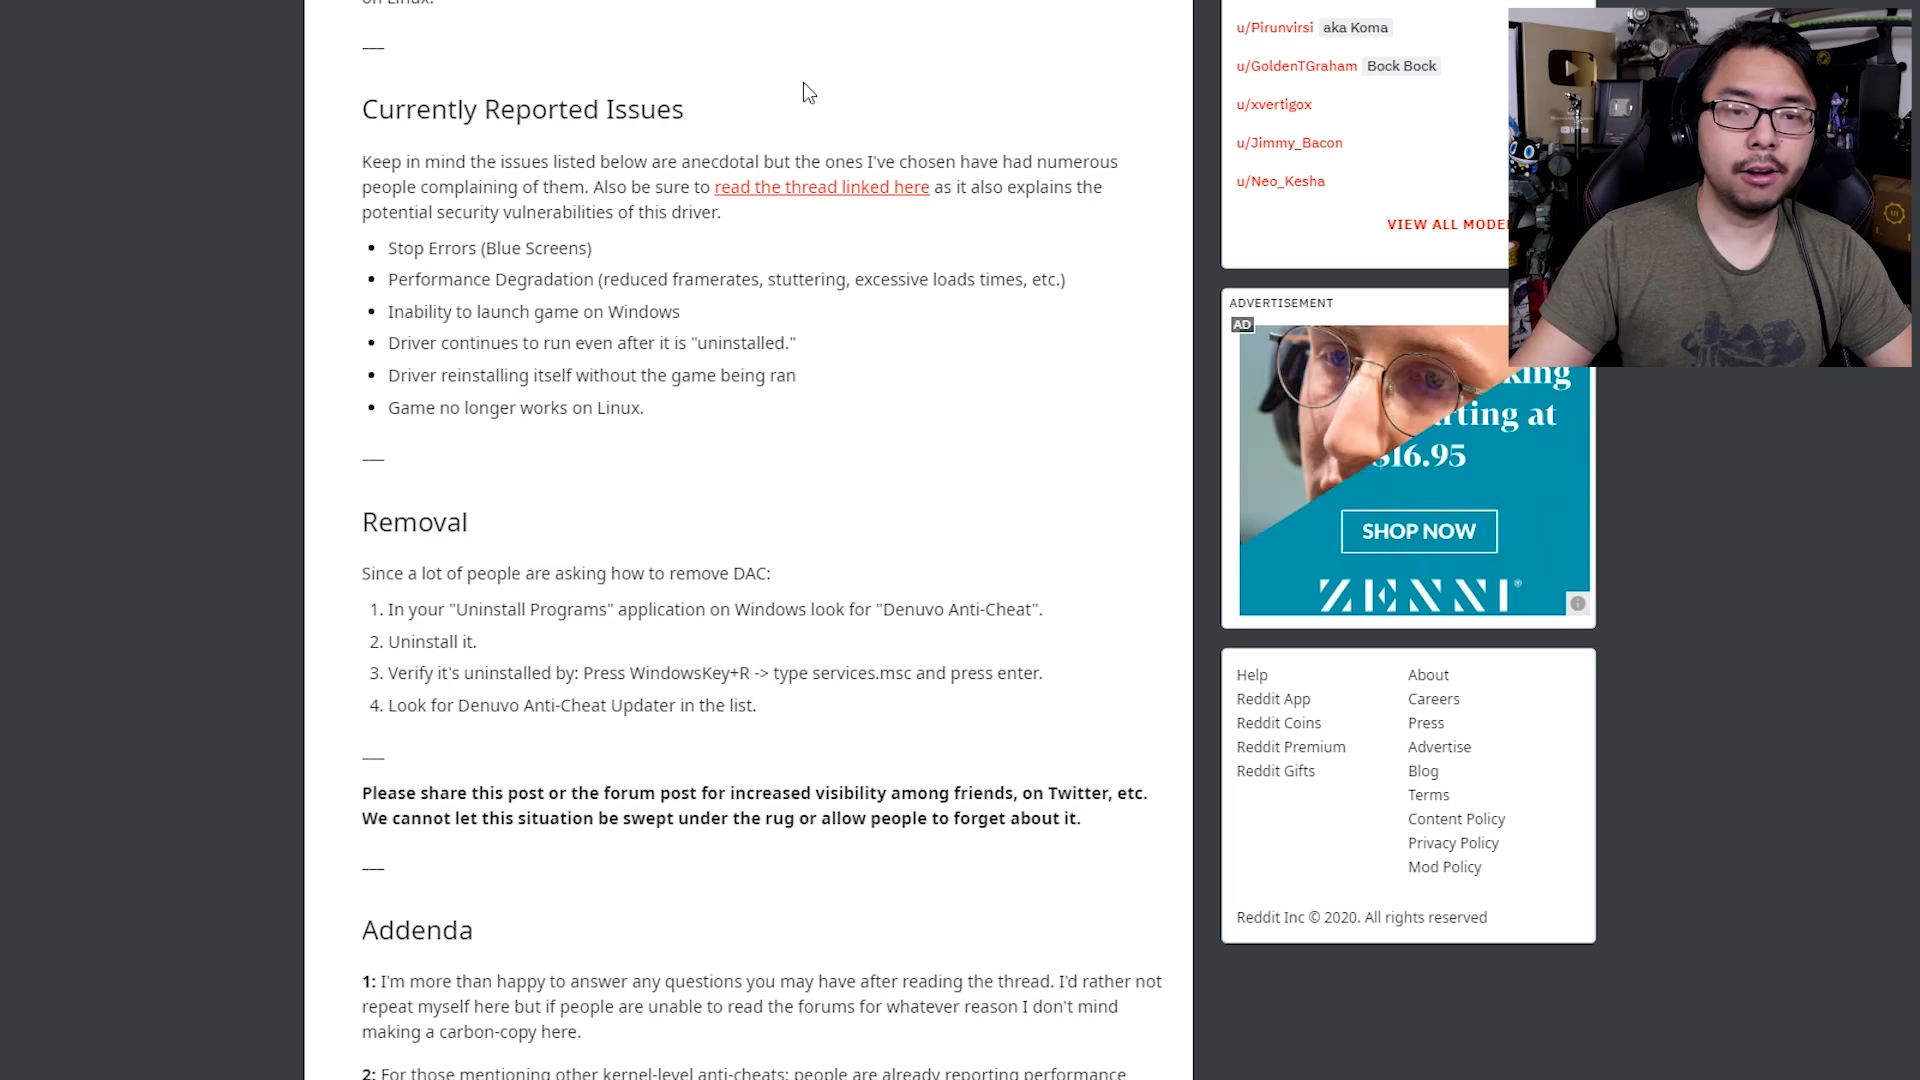 on Linux.
Currently Reported Issues
Keep in mind the issues listed below are anecdotal but the ones I've chosen have had numerous
people complaining of them. Also be sure to read the thread linked here as it also explains the
potential security vulnerabilities of this driver.
• Stop Errors (Blue Screens)
• Performance Degradation (reduced framerates, stuttering, excessive loads times, etc.)
• Inability to launch game on Windows
• Driver continues to run even after it is "uninstalled."
• Driver reinstalling itself without the game being ran
• Game no longer works on Linux.
Removal
Since a lot of people are asking how to remove DAC:
1. In your "Uninstall Programs" application on Windows look for "Denuvo Anti-Cheat".
2. Uninstall it.
3. Verify it's uninstalled by: Press WindowsKey+R -> type services.msc and press enter.
4. Look for Denuvo Anti-Cheat Updater in the list.
Please share this post or the forum post for increased visibility among friends, on Twitter, etc.
We cannot let this situation be swept under the rug or allow people to forget about it.
Addenda
1: I'm more than happy to answer any questions you may have after reading the thread. I'd rather not
repeat myself here but if people are unable to read the forums for whatever reason I don't mind
making a carbon-copy here.
2: For those mentioning other kernel-level anti-cheats: people are already reporting performance
u/Pirunvirsi aka Koma
u/GoldenTGraham Bock Bock
u/xvertigox
u/Jimmy_Bacon
u/Neo_Kesha
VIEW ALL MODE
ADVERTISEMENT
AD
$16.95
SHOP NOW
ZENNI®
Help
Reddit App
Reddit Coins
Reddit Premium
Reddit Gifts
About
Careers
Press
Advertise
Blog
Terms
Content Policy
Privacy Policy
Mod Policy
Reddit Inc © 2020. All rights reserved